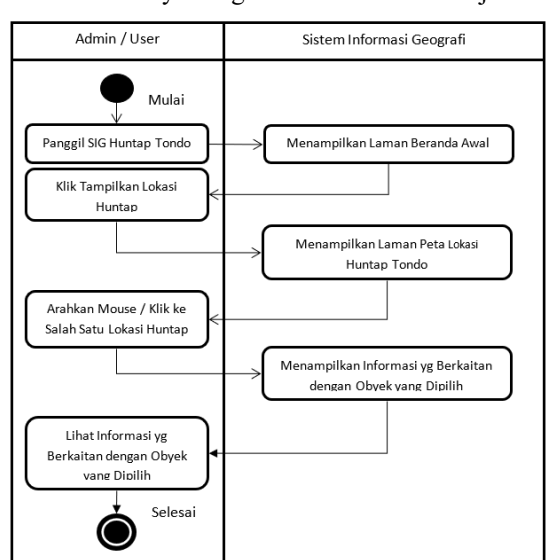 Admin / User
Sistem Informasi Geografi
Mulai
Panggil SIG Huntap Tondo
Menampilkan Laman Beranda Awal
Klik Tampilkan Lokasi
Huntap
Menampilkan Laman Peta Lokasi
Huntap Tondo
Arahkan Mouse / Klik ke
Salah Satu Lokasi Huntap
Menampilkan Informasi yg Berkaitan
dengan Obyek yang Dipilih
Lihat Informasi yg
Berkaitan dengan Obyek
yang Dipilih
Selesai